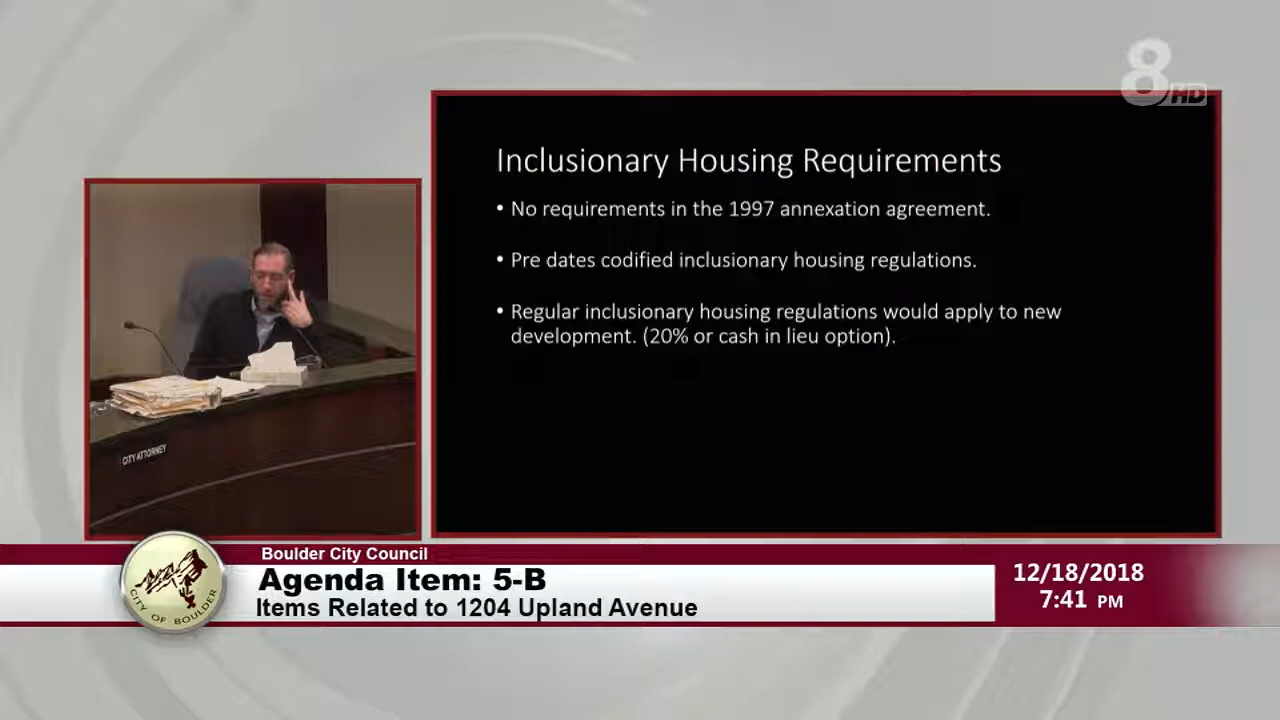 8HD
Inclusionary Housing Requirements
• No requirements in the 1997 annexation agreement.
• Pre dates codified inclusionary housing regulations.
• Regular inclusionary housing regulations would apply to new
development. (20% or cash in lieu option).
CITY ATTORNEY
Boulder City Council
Agenda Item: 5-B
Items Related to 1204 Upland Avenue
12/18/2018
7:41 PM
CITY OF BOULDER